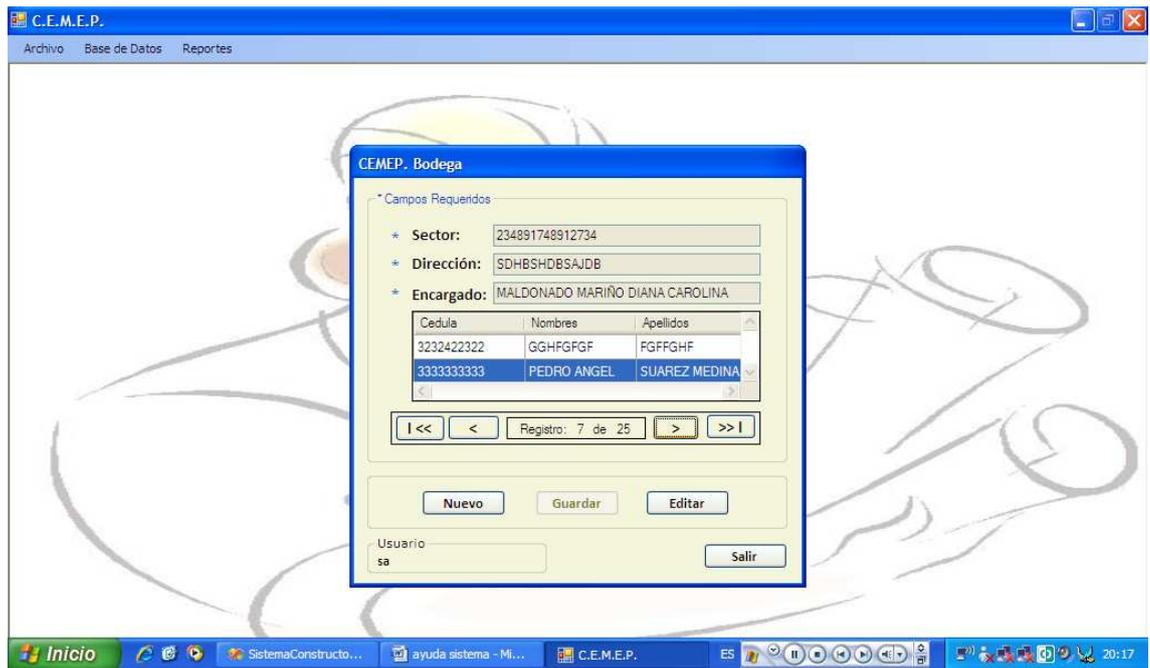 C.E.M.E.P.
Archivo Base de Datos Reportes
CEMEP. Bodega
* Campos Requeridos
* Sector: 234891748912734
* Dirección: SDHBSHDBSAJDB
* Encargado: MALDONADO MARIÑO DIANA CAROLINA
Cedula Nombres Apellidos
3232422322 GGHFGFGF FGFFGHF
3333333333 PEDRO ANGEL SUAREZ MEDINA
I << < Registro: 7 de 25 > >> I
Nuevo Guardar Editar
Usuario
sa
Salir
Inicio SistemaConstructo... ayuda sistema - Mi... C.E.M.E.P. ES 20:17